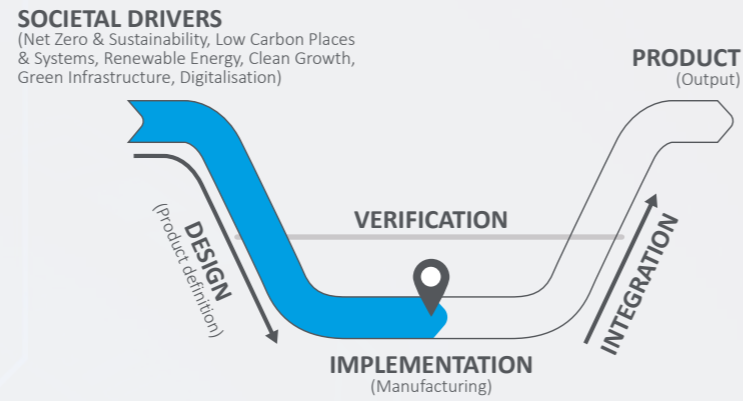 SOCIETAL DRIVERS
(Net Zero & Sustainability, Low Carbon Places
& Systems, Renewable Energy, Clean Growth,
Green Infrastructure, Digitalisation)
PRODUCT
(Output)
DESIGN
(Product definition)
VERIFICATION
INTEGRATION
IMPLEMENTATION
(Manufacturing)